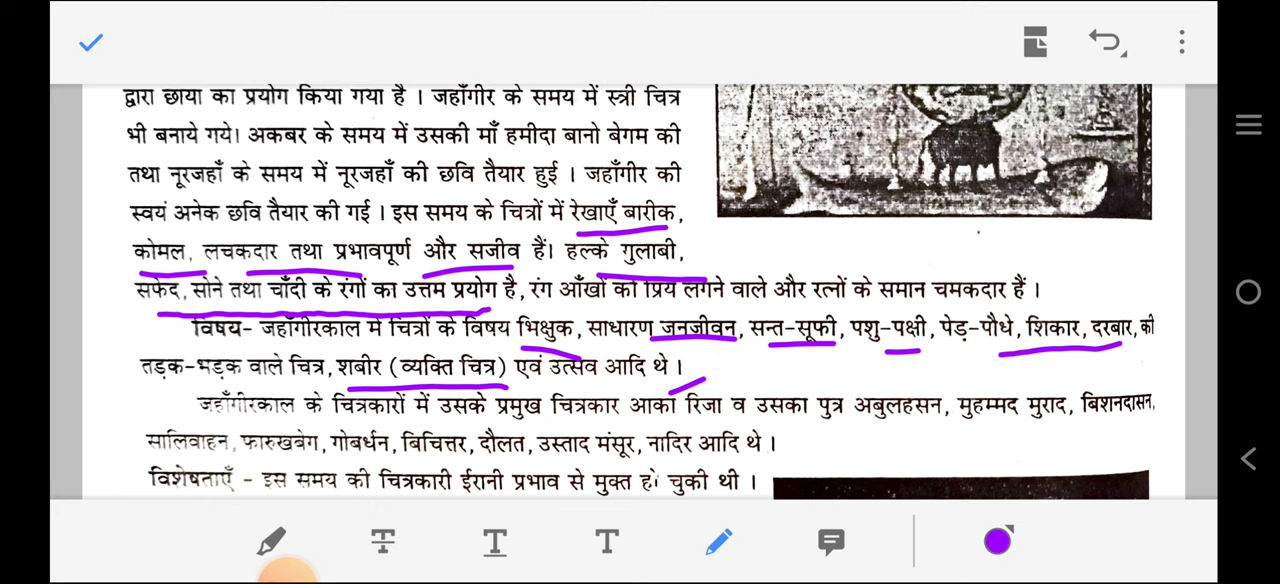 द्वारा छाया का प्रयोग किया गया है । जहाँगीर के समय में स्त्री चित्र
भी बनाये गये। अकबर के समय में उसकी माँ हमीदा बानो बेगम की
तथा नूरजहाँ के समय में नूरजहाँ की छवि तैयार हुई । जहाँगीर की
स्वयं अनेक छवि तैयार की गई । इस समय के चित्रों में रेखाएँ बारीक,
कोमल, लचकदार तथा प्रभावपूर्ण और सजीव हैं। हल्के गुलाबी,
सफेद, सोने तथा चाँदी के रंगों का उत्तम प्रयोग है, रंग आँखों को प्रिय लगने वाले और रत्नों के समान चमकदार हैं ।
विषय- जहाँगीरकाल में चित्रों के विषय भिक्षुक, साधारण जनजीवन, सन्त-सूफी, पशु-पक्षी, पेड़-पौधे, शिकार, दरबार, की
तड़क-भड़क वाले चित्र, शबीर (व्यक्ति चित्र) एवं उत्सव आदि थे ।
जहाँगीरकाल के चित्रकारों में उसके प्रमुख चित्रकार आका रिजा व उसका पुत्र अबुलहसन, मुहम्मद मुराद, बिशनदासन,
सालिवाहन, फारुखबेग, गोबर्धन, बिचित्तर, दौलत, उस्ताद मंसूर, नादिर आदि थे ।
विशेषताएँ - इस समय की चित्रकारी ईरानी प्रभाव से मुक्त हो चुकी थी ।
T T T